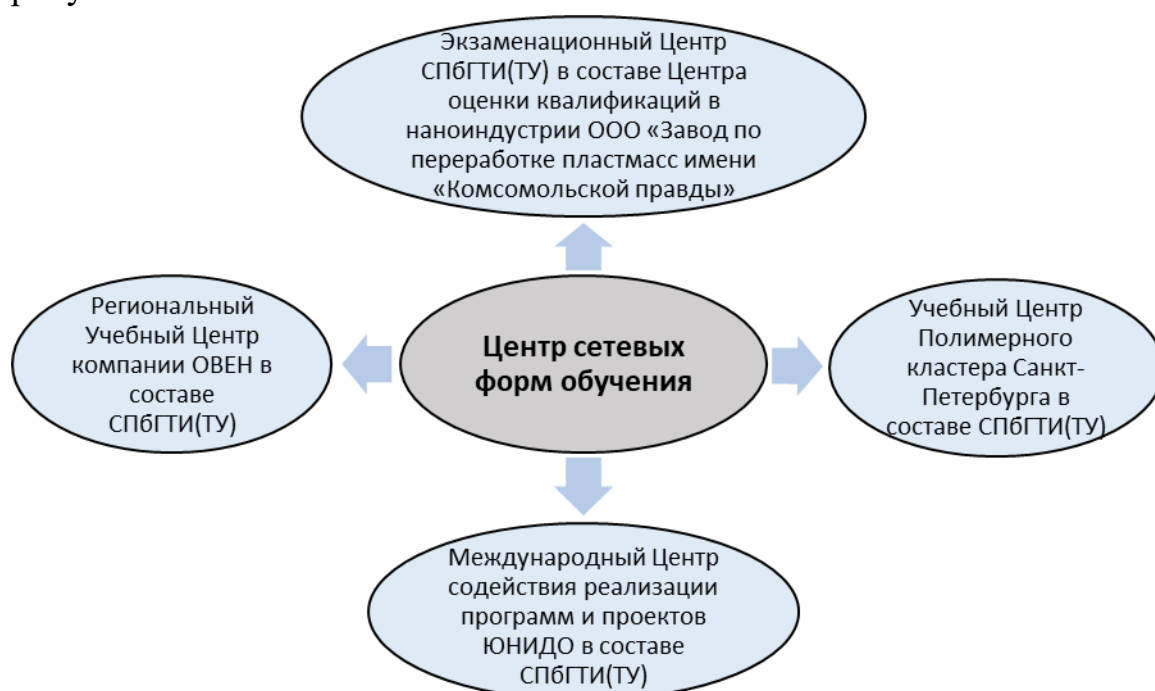 Экзаменационный Центр
СПбГТИ(ТУ) в составе Центра
оценки квалификаций в
наноиндустрии ООО «Завод по
переработке пластмасс имени
«Комсомольской правды»
Региональный
Учебный Центр
компании ОВЕН в
составе
СПбГТИ(ТУ)
Центр сетевых
форм обучения
Учебный Центр
Полимерного
кластера Санкт-
Петербурга в
составе СПбГТИ(ТУ)
Международный Центр
содействия реализации
программ и проектов
ЮНИДО в составе
СПбГТИ(ТУ)